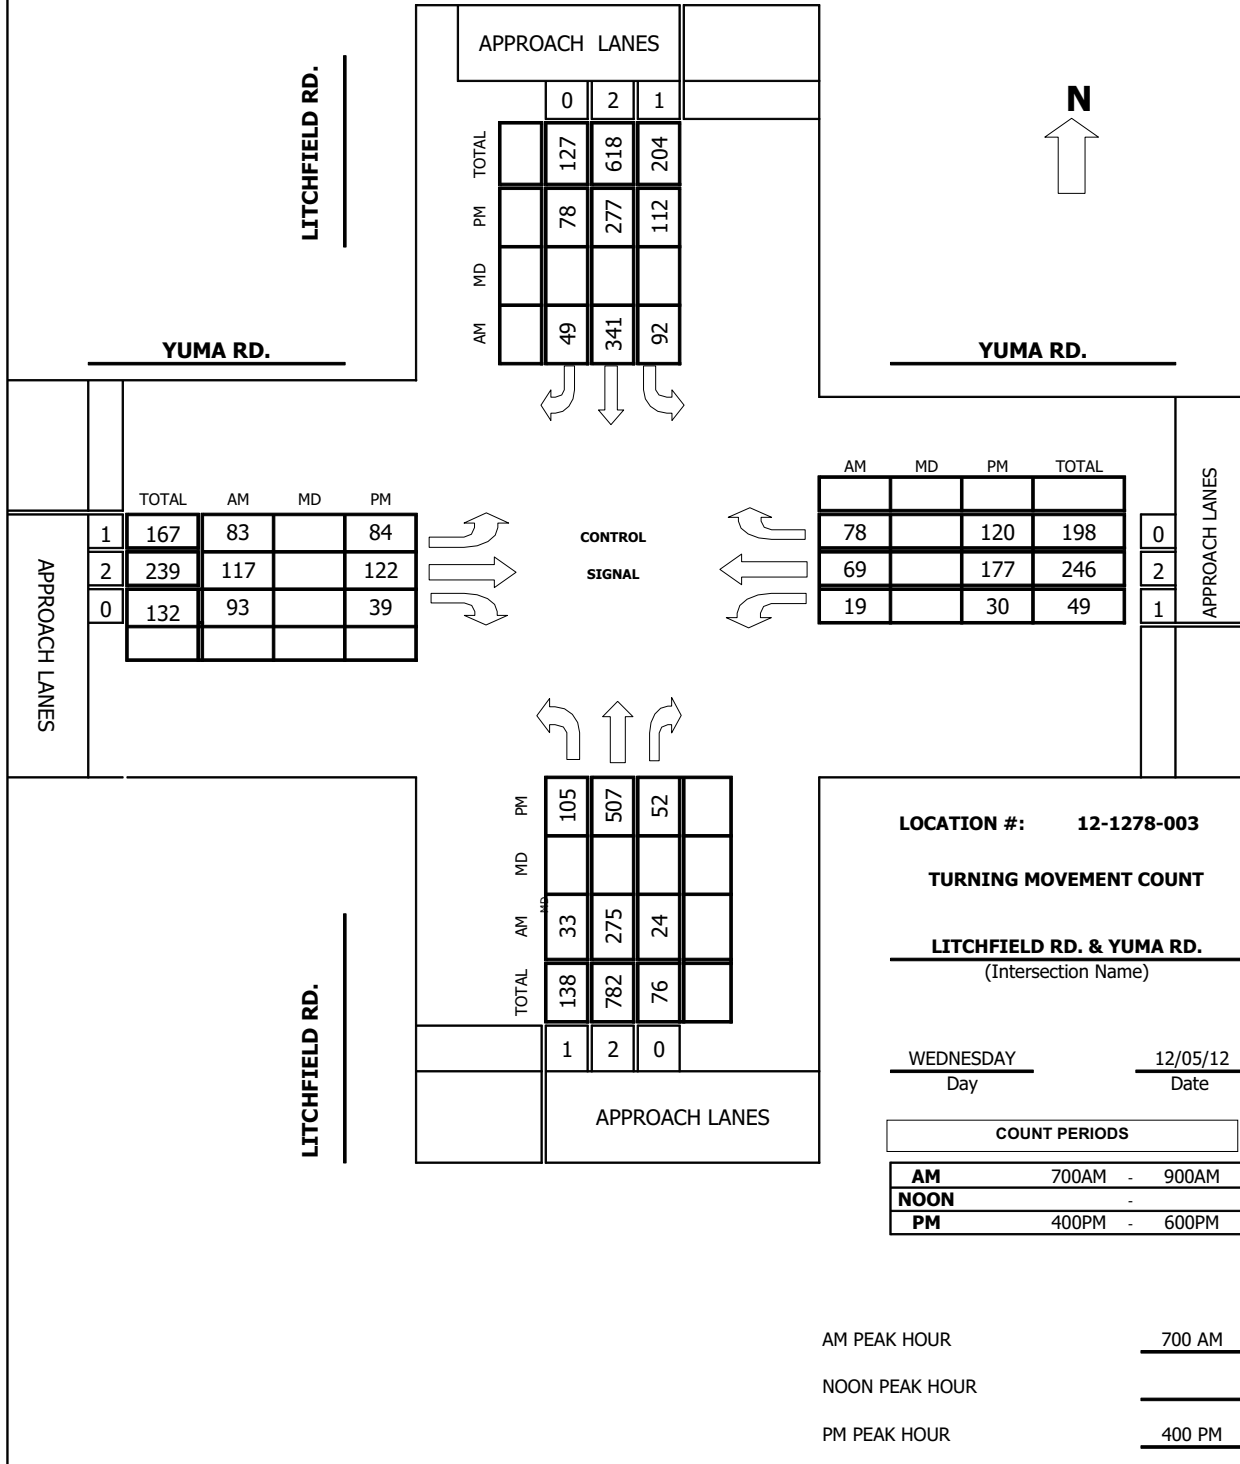 APPROACH LANES
0 2 1
LITCHFIELD RD.
N
TOTAL 127 618 204
PM 78 277 112
MD
AM 49 341 92
YUMA RD.
YUMA RD.
AM MD PM TOTAL
78 120 198 0
69 177 246 2
19 30 49 1
APPROACH LANES
TOTAL AM MD PM
1 167 83 84
2 239 117 122
0 132 93 39
APPROACH LANES
CONTROL
SIGNAL
PM 105 507 52
MD
MD
AM 33 275 24
TOTAL 138 782 76
1 2 0
APPROACH LANES
LITCHFIELD RD.
LOCATION #: 12-1278-003
TURNING MOVEMENT COUNT
LITCHFIELD RD. & YUMA RD.
(Intersection Name)
WEDNESDAY 12/05/12
Day Date
COUNT PERIODS
AM 700AM - 900AM
NOON -
PM 400PM - 600PM
AM PEAK HOUR 700 AM
NOON PEAK HOUR
PM PEAK HOUR 400 PM